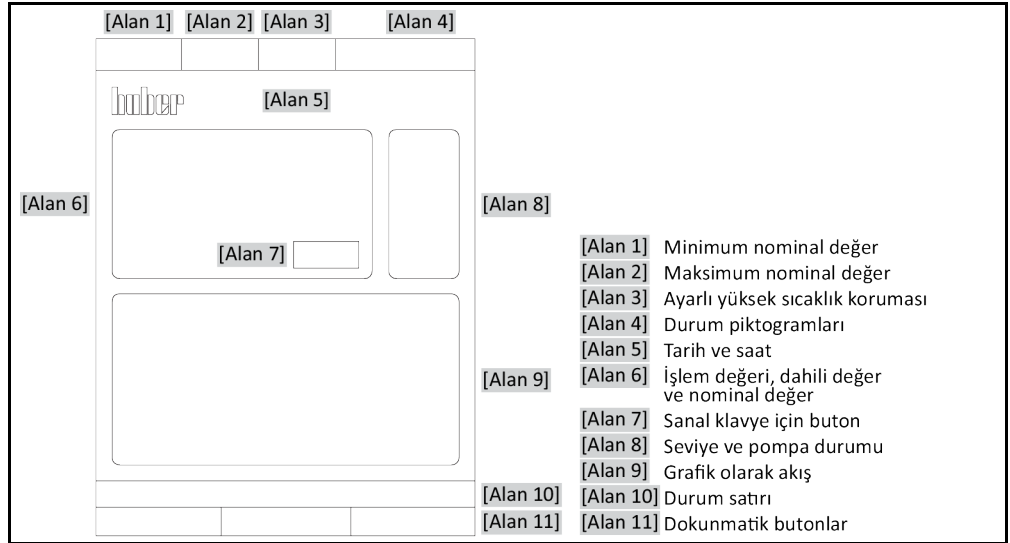 [Alan 1] [Alan 2] [Alan 3] [Alan 4]
huber
[Alan 5]
[Alan 6]
[Alan 7]
[Alan 8]
[Alan 9]
[Alan 10]
[Alan 11]
[Alan 1] Minimum nominal değer
[Alan 2] Maksimum nominal değer
[Alan 3] Ayarlı yüksek sıcaklık koruması
[Alan 4] Durum piktogramları
[Alan 5] Tarih ve saat
[Alan 6] İşlem değeri, dahili değer
ve nominal değer
[Alan 7] Sanal klavye için buton
[Alan 8] Seviye ve pompa durumu
[Alan 9] Grafik olarak akış
[Alan 10] Durum satırı
[Alan 11] Dokunmatik butonlar